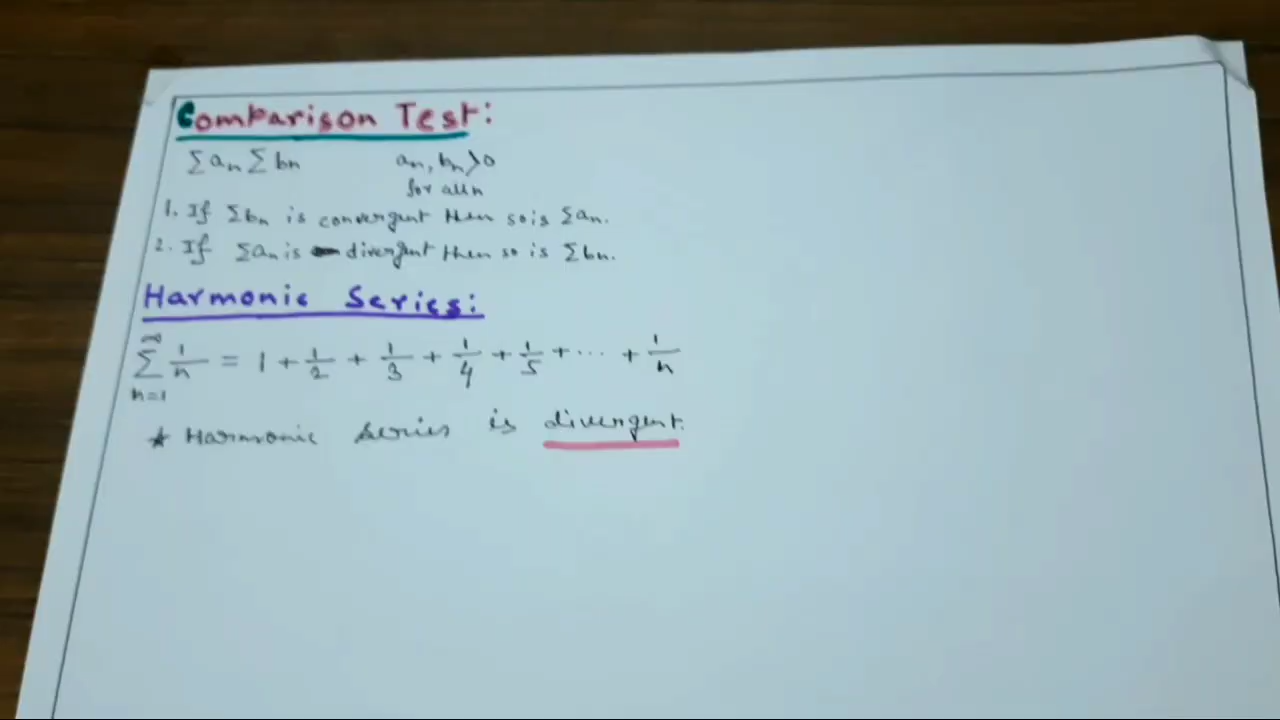 Comparison Test:
Σan Σbn an, bn >0
for all n
1. If Σbn is convergent then so is Σan.
2. If Σan is divergent then so is Σbn.
Harmonic Series:
∞
Σ 1/n = 1 + 1/2 + 1/3 + 1/4 + 1/5 + ... + 1/n
n=1
* Harmonic series is divergent.